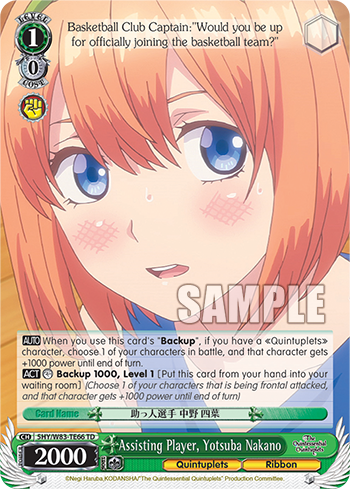 Basketball Club Captain:"Would you be up
for officially joining the basketball team?"
1
LEVEL
0
COST
SAMPLE
AUTO When you use this card's "Backup", if you have a «Quintuplets»
character, choose 1 of your characters in battle, and that character gets
+1000 power until end of turn.
ACT Backup 1000, Level 1 [Put this card from your hand into your
waiting room] (Choose 1 of your characters that is being frontal attacked,
and that character gets +1000 power until end of turn)
Card Name
助っ人選手 中野 四葉
CH 5HY/W83-TE66 TD
Assisting Player, Yotsuba Nakano
The Quintessential Quintuplets
POWER
2000
Quintuplets
Ribbon
©Negi Haruba,KODANSHA/"The Quintessential Quintuplets" Production Committee.